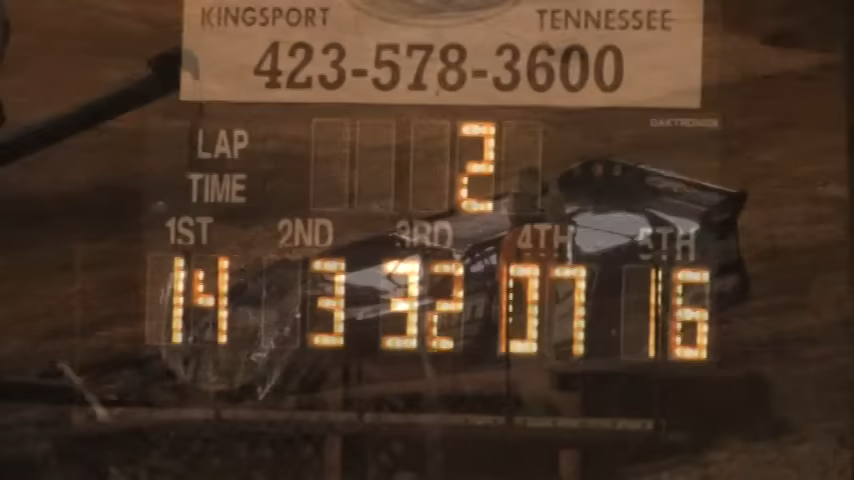 KINGSPORT TENNESSEE
423-578-3600
DAKTRONICS
LAP
TIME
2
1ST 2ND 3RD 4TH 5TH
14 3 32 07 16